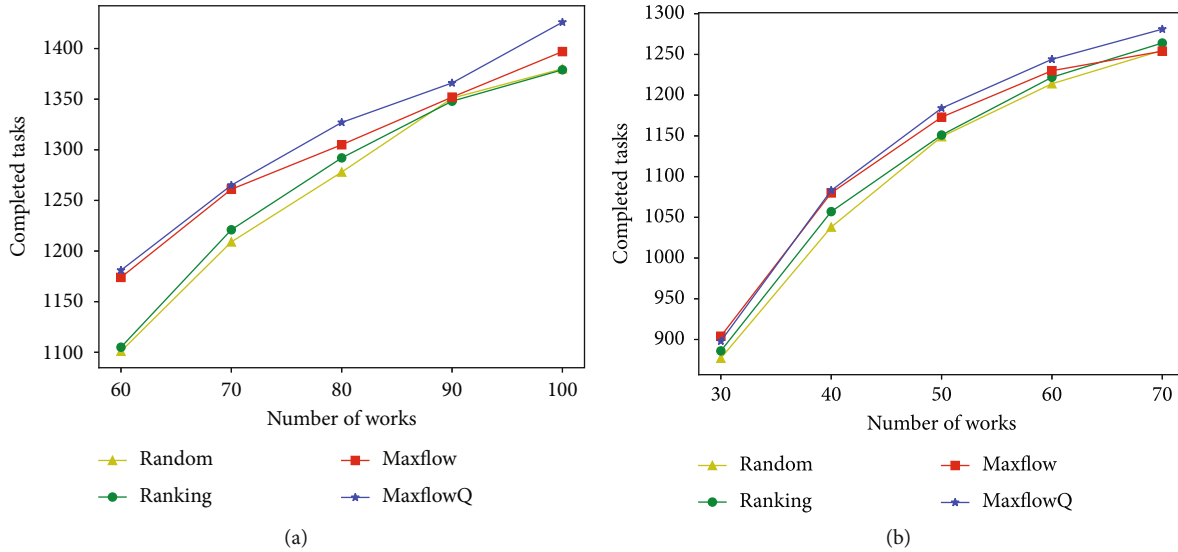 1400
1350
1300
1250
1200
1150
1100
Completed tasks
60 70 80 90 100
Number of works
Random
Maxflow
Ranking
MaxflowQ
(a)
1300
1250
1200
1150
1100
1050
1000
950
900
Completed tasks
30 40 50 60 70
Number of works
Random
Maxflow
Ranking
MaxflowQ
(b)